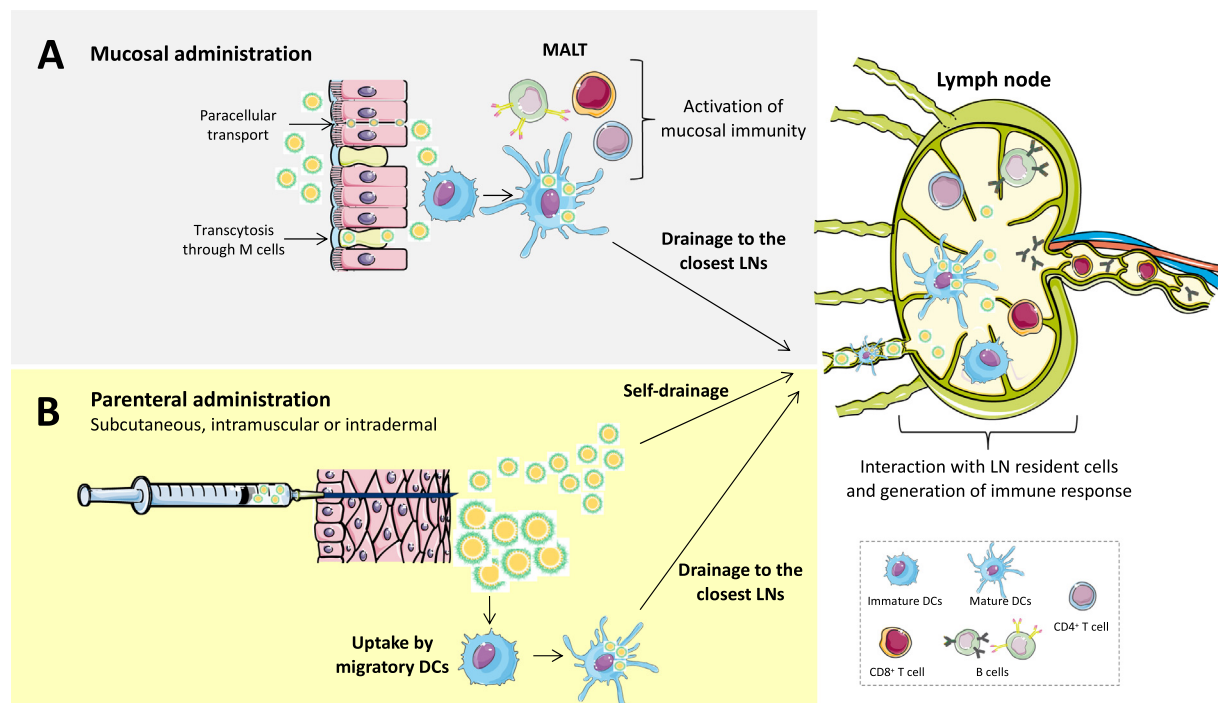 A
Mucosal administration
MALT
Paracellular
transport
Activation of
mucosal immunity
Transcytosis
through M cells
Drainage to the
closest LNs
B
Parenteral administration
Subcutaneous, intramuscular or intradermal
Self-drainage
Drainage to the
closest LNs
Uptake by
migratory DCs
Lymph node
Interaction with LN resident cells
and generation of immune response
Immature DCs
Mature DCs
CD4⁺ T cell
CD8⁺ T cell
B cells